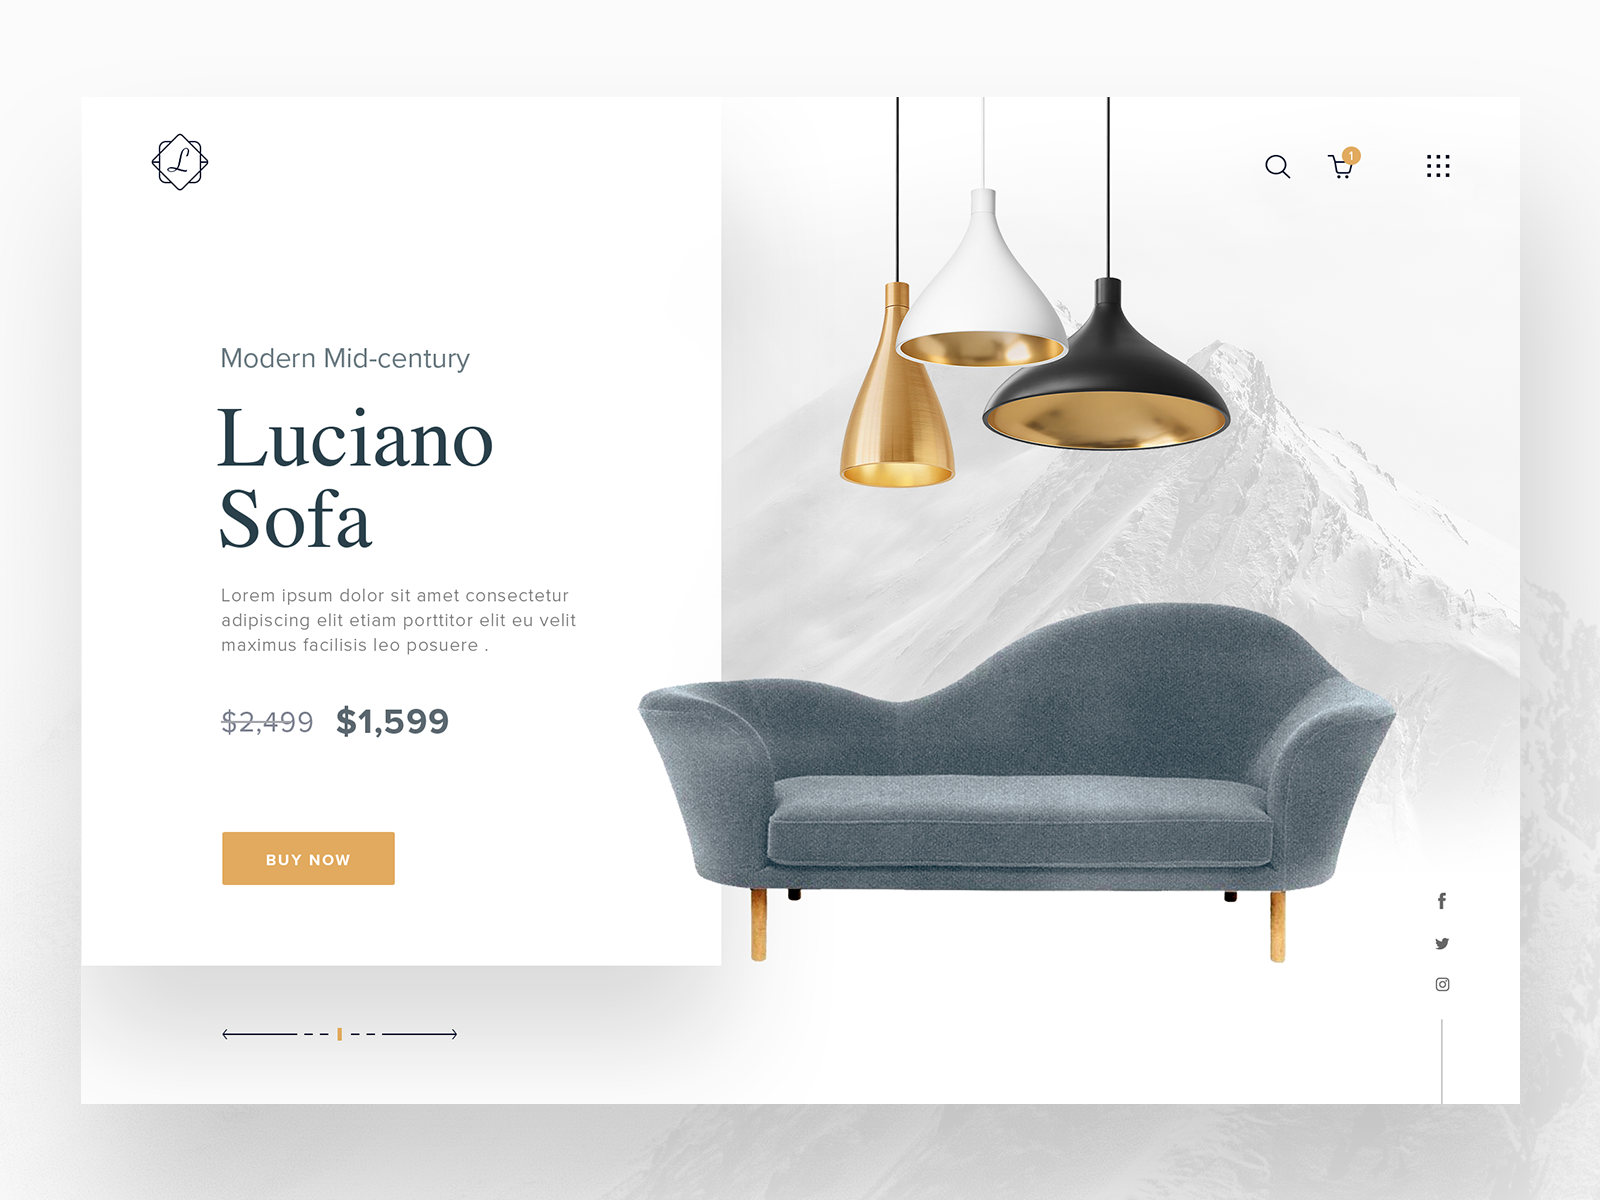 L
1
Modern Mid-century
Luciano
Sofa
Lorem ipsum dolor sit amet consectetur
adipiscing elit etiam porttitor elit eu velit
maximus facilisis leo posuere .
$2,499 $1,599
BUY NOW